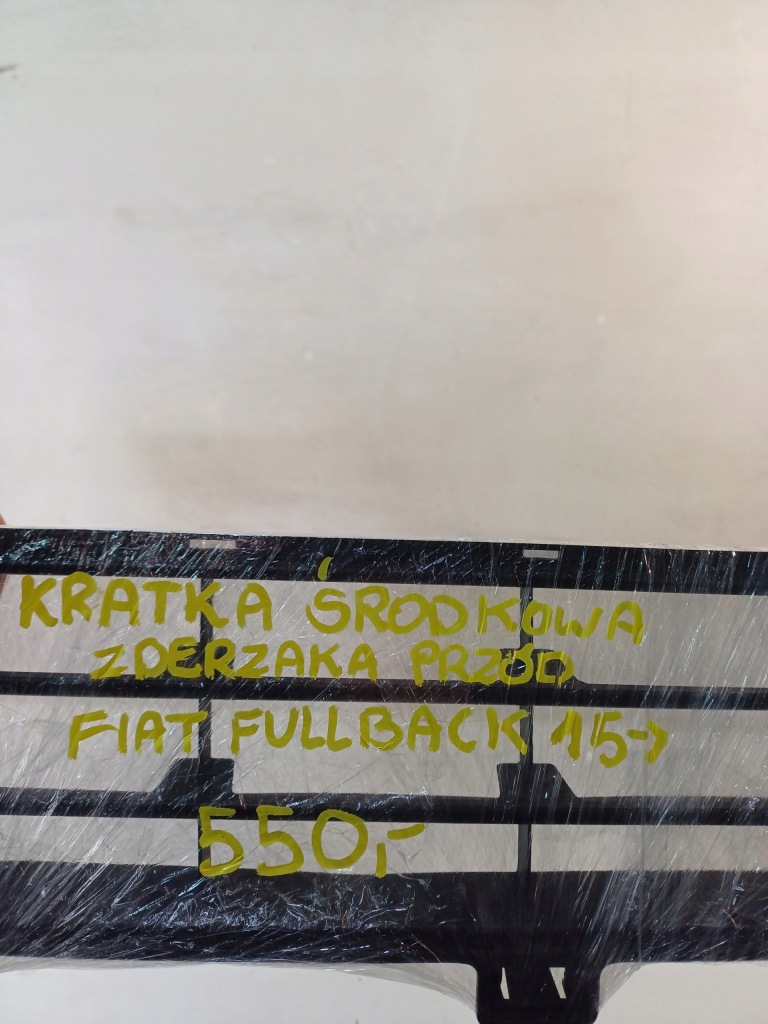 KRATKA ŚRODKOWA
ZDERZAKA PRZÓD
FIAT FULLBACK 15->
550,-